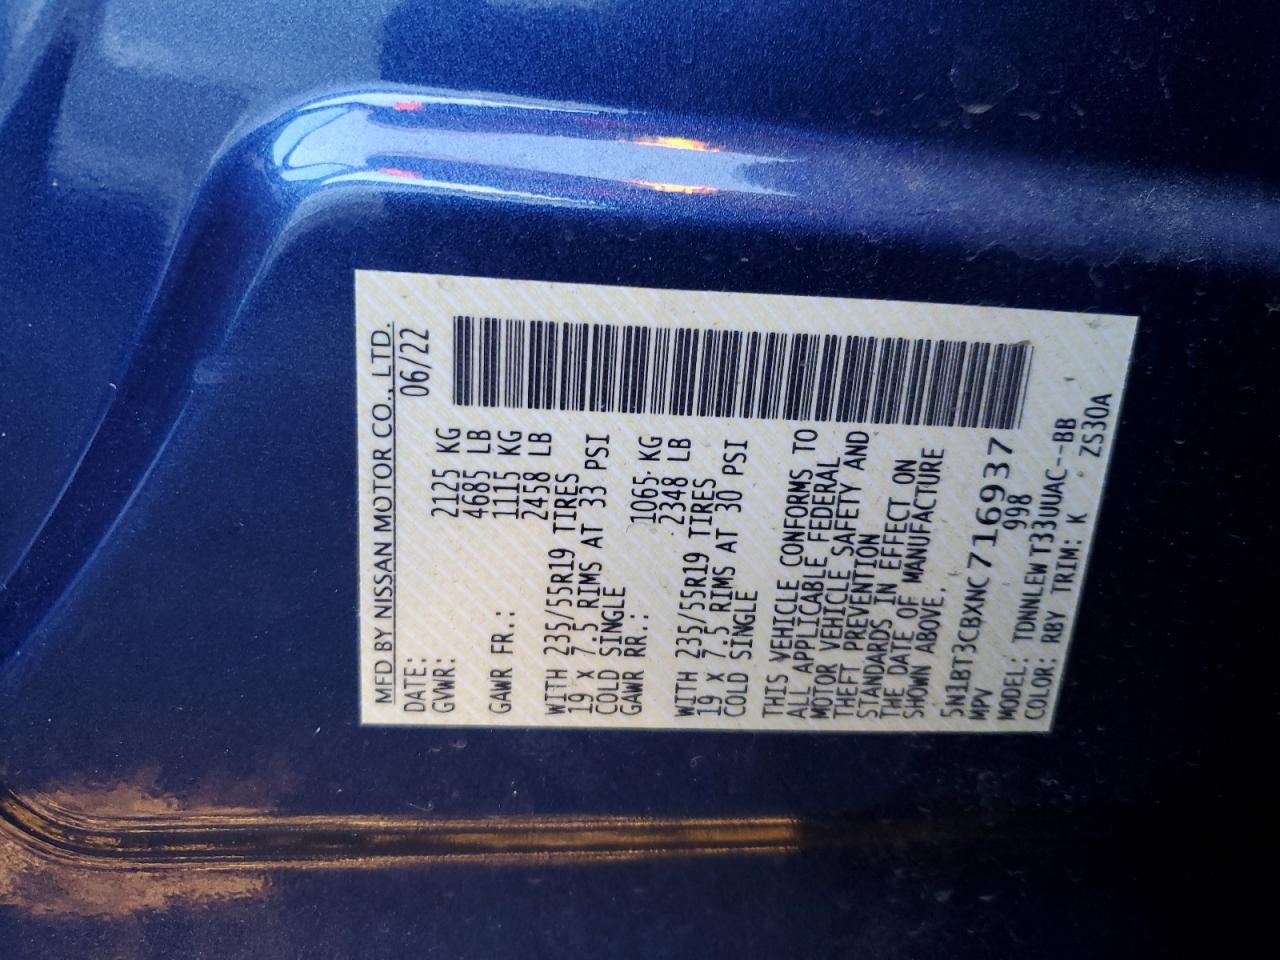 MFD BY NISSAN MOTOR CO., LTD.
DATE: 06/22
GVWR: 2125 KG
4685 LB
GAWR FR.: 1115 KG
2458 LB
WITH 235/55R19 TIRES
19 X 7.5 RIMS AT 33 PSI
COLD SINGLE
GAWR RR.: 1065 KG
2348 LB
WITH 235/55R19 TIRES
19 X 7.5 RIMS AT 30 PSI
COLD SINGLE
THIS VEHICLE CONFORMS TO
ALL APPLICABLE FEDERAL
MOTOR VEHICLE SAFETY AND
THEFT PREVENTION
STANDARDS IN EFFECT ON
THE DATE OF MANUFACTURE
SHOWN ABOVE.
5N1BT3CBXNC716937
MPV 998
MODEL: TDNNLEWT33UUAC--BB
COLOR: RBY TRIM: K ZS30A